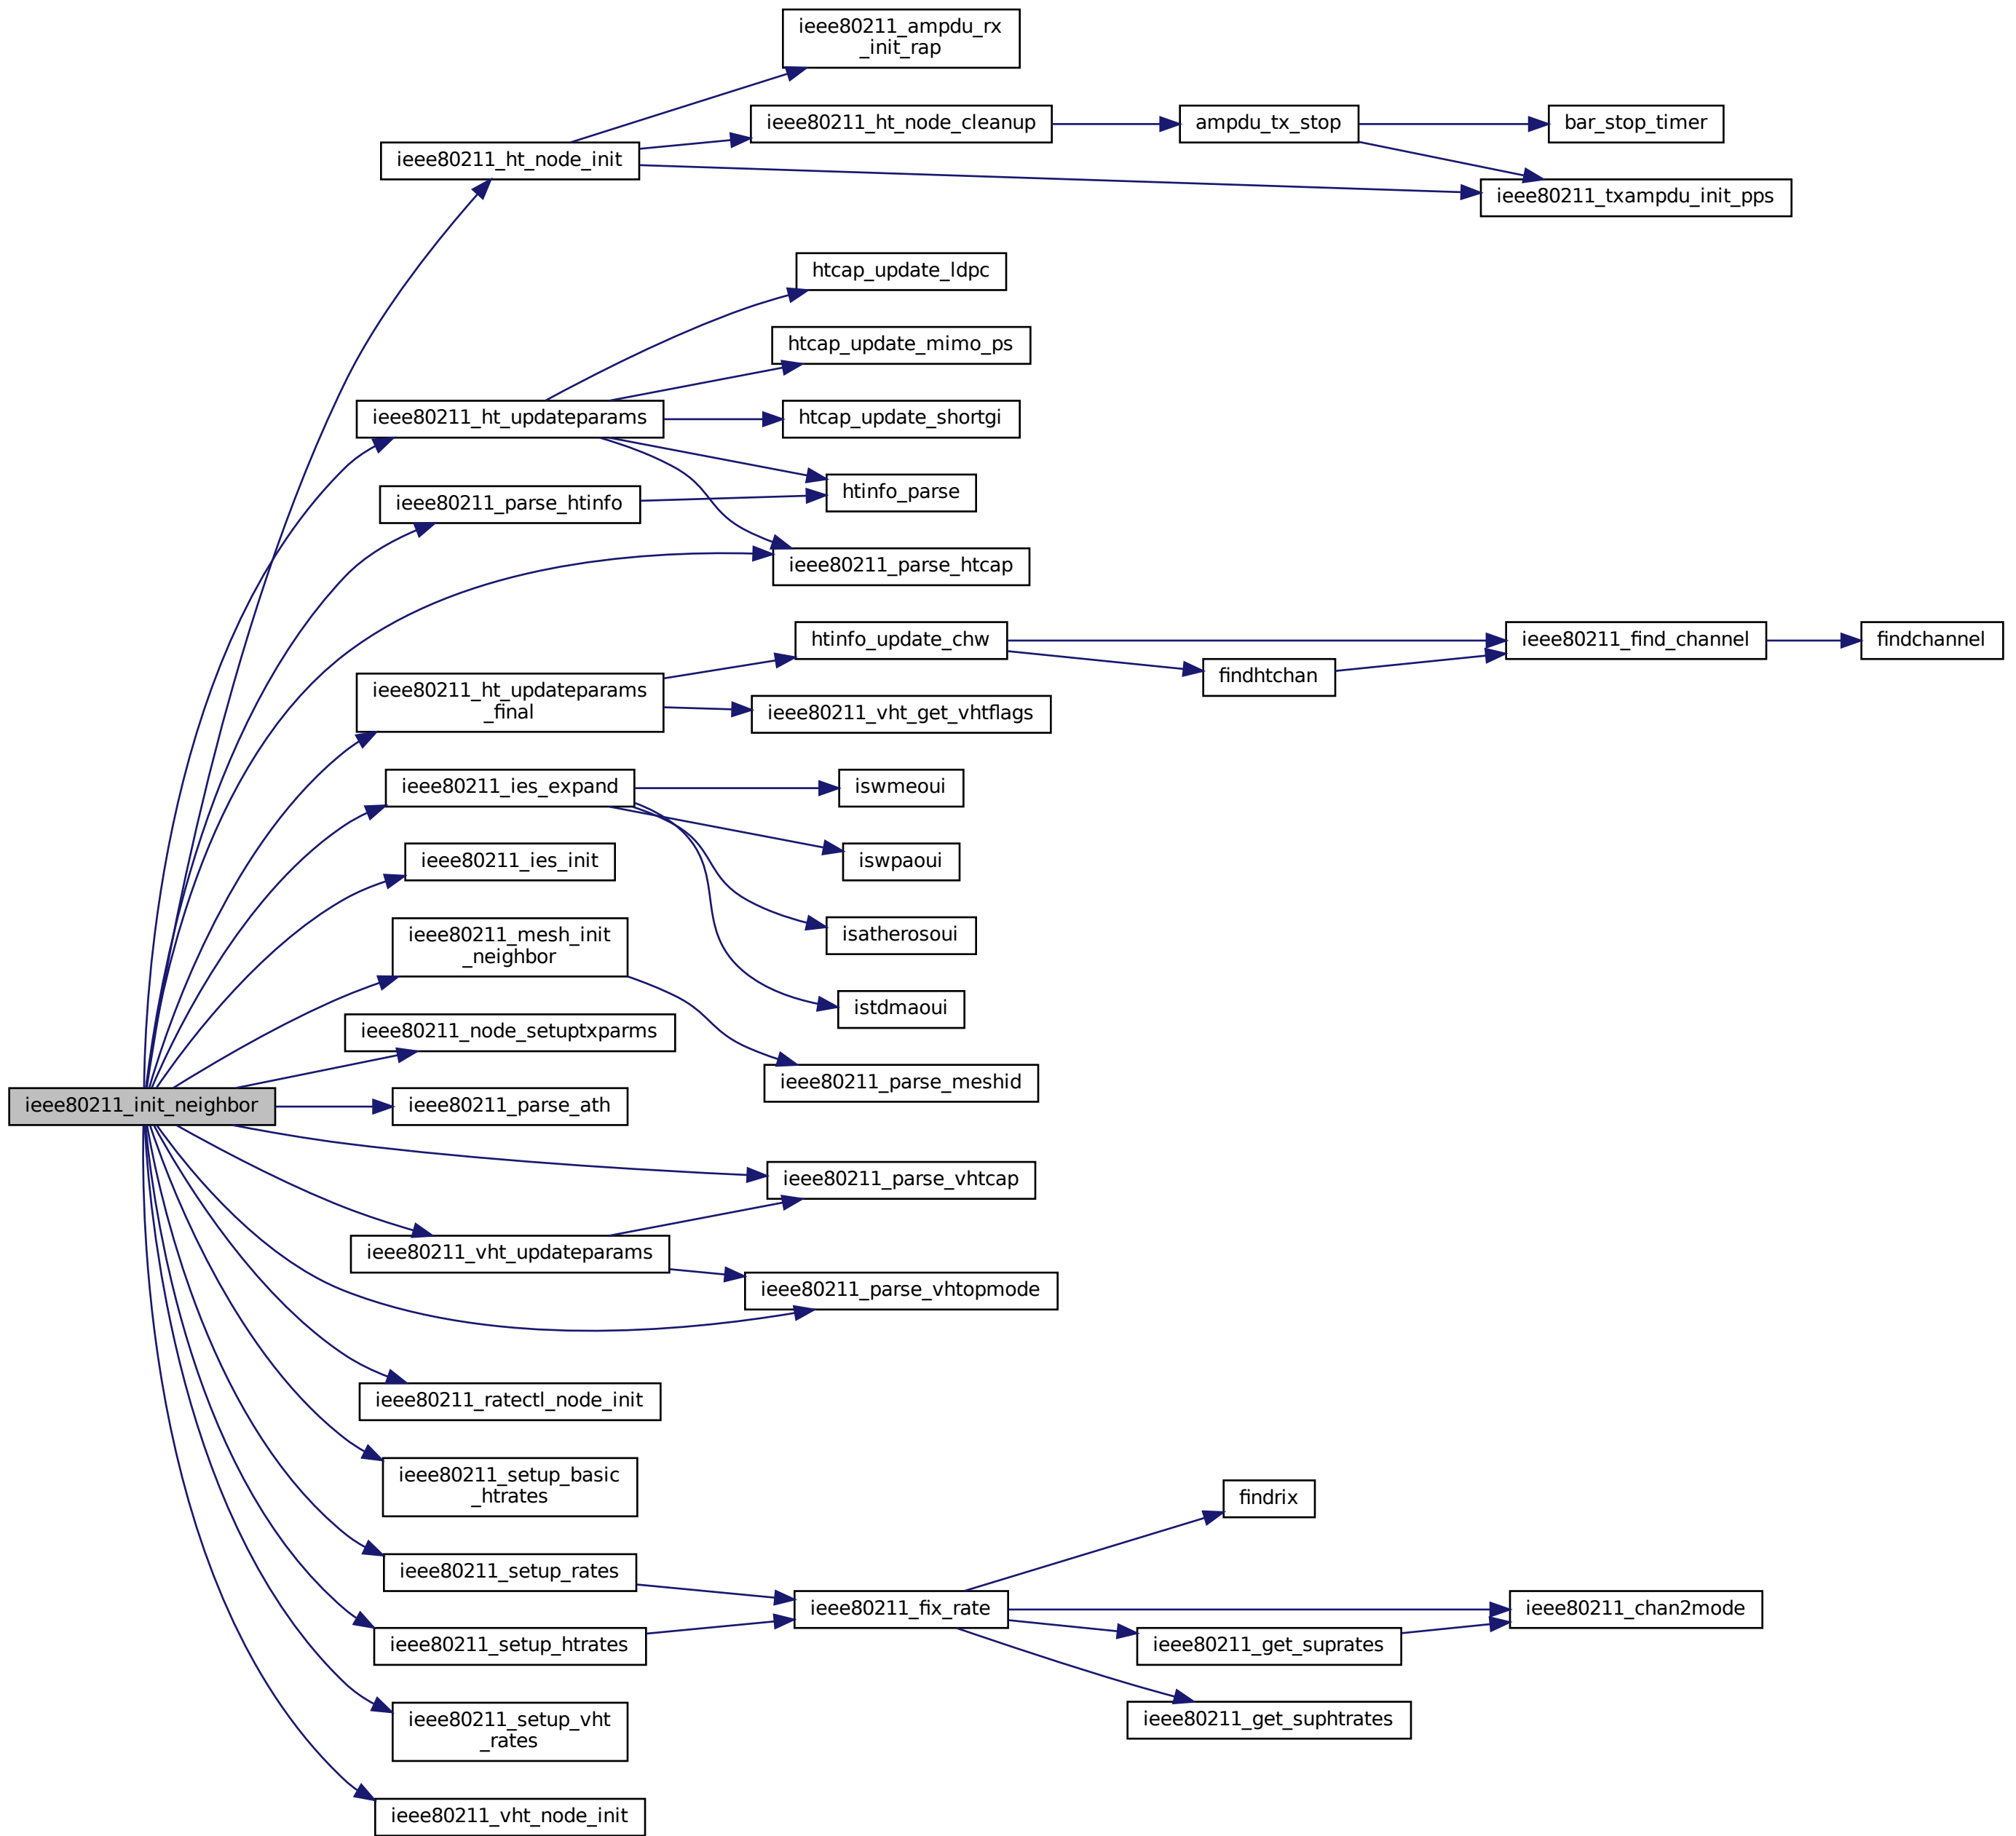 ieee80211_ampdu_rx
_init_rap
ieee80211_ht_node_cleanup
ampdu_tx_stop
bar_stop_timer
ieee80211_ht_node_init
ieee80211_txampdu_init_pps
htcap_update_ldpc
htcap_update_mimo_ps
ieee80211_ht_updateparams
htcap_update_shortgi
ieee80211_parse_htinfo
htinfo_parse
ieee80211_parse_htcap
htinfo_update_chw
ieee80211_find_channel
findchannel
findhtchan
ieee80211_ht_updateparams
_final
ieee80211_vht_get_vhtflags
ieee80211_ies_expand
iswmeoui
ieee80211_ies_init
iswpaoui
ieee80211_mesh_init
_neighbor
isatherosoui
istdmaoui
ieee80211_node_setuptxparms
ieee80211_parse_meshid
ieee80211_init_neighbor
ieee80211_parse_ath
ieee80211_parse_vhtcap
ieee80211_vht_updateparams
ieee80211_parse_vhtopmode
ieee80211_ratectl_node_init
ieee80211_setup_basic
_htrates
findrix
ieee80211_setup_rates
ieee80211_fix_rate
ieee80211_chan2mode
ieee80211_setup_htrates
ieee80211_get_suprates
ieee80211_get_suphtrates
ieee80211_setup_vht
_rates
ieee80211_vht_node_init